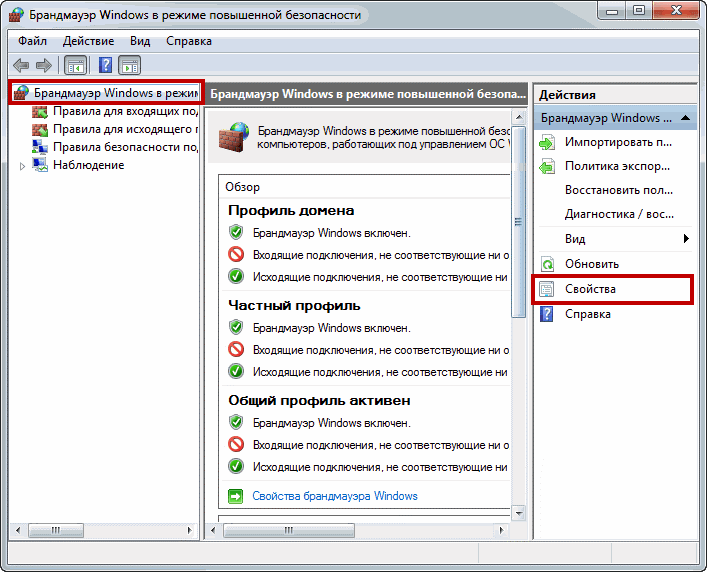 Брандмауэр Windows в режиме повышенной безопасности
Файл Действие Вид Справка
Брандмауэр Windows в режим
Правила для входящих под
Правила для исходящего п
Правила безопасности под
Наблюдение
Брандмауэр Windows в режиме повышенной безопа...
Брандмауэр Windows в режиме повышенной безо
компьютеров, работающих под управлением ОС W
Обзор
Профиль домена
Брандмауэр Windows включен.
Входящие подключения, не соответствующие ни о
Исходящие подключения, не соответствующие ни
Частный профиль
Брандмауэр Windows включен.
Входящие подключения, не соответствующие ни о
Исходящие подключения, не соответствующие ни
Общий профиль активен
Брандмауэр Windows включен.
Входящие подключения, не соответствующие ни о
Исходящие подключения, не соответствующие ни
Свойства брандмауэра Windows
Действия
Брандмауэр Windows ...
Импортировать п...
Политика экспор...
Восстановить пол...
Диагностика / вос...
Вид
Обновить
Свойства
Справка